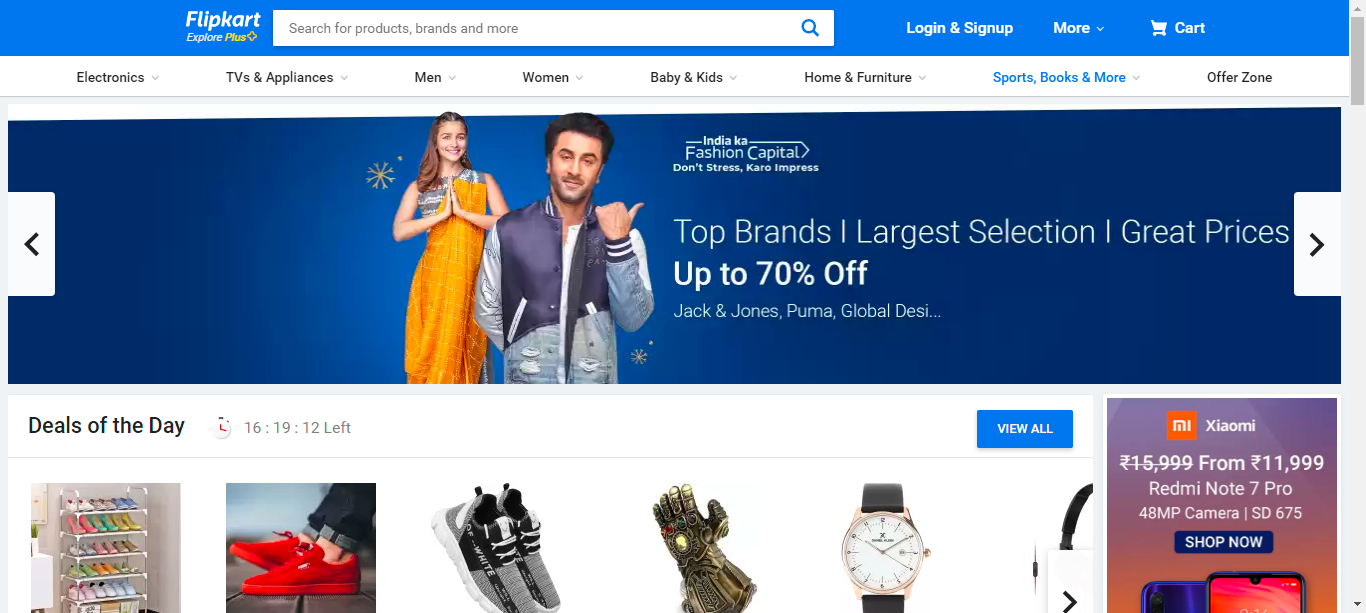 Flipkart
Explore Plus
Search for products, brands and more
Login & Signup
More
Cart
Electronics
TVs & Appliances
Men
Women
Baby & Kids
Home & Furniture
Sports, Books & More
Offer Zone
India ka
Fashion Capital
Don't Stress, Karo Impress
Top Brands I Largest Selection I Great Prices
Up to 70% Off
Jack & Jones, Puma, Global Desi...
Deals of the Day
16 : 19 : 12 Left
VIEW ALL
WHITE
DANIEL KLEIN
mi Xiaomi
₹15,999 From ₹11,999
Redmi Note 7 Pro
48MP Camera | SD 675
SHOP NOW